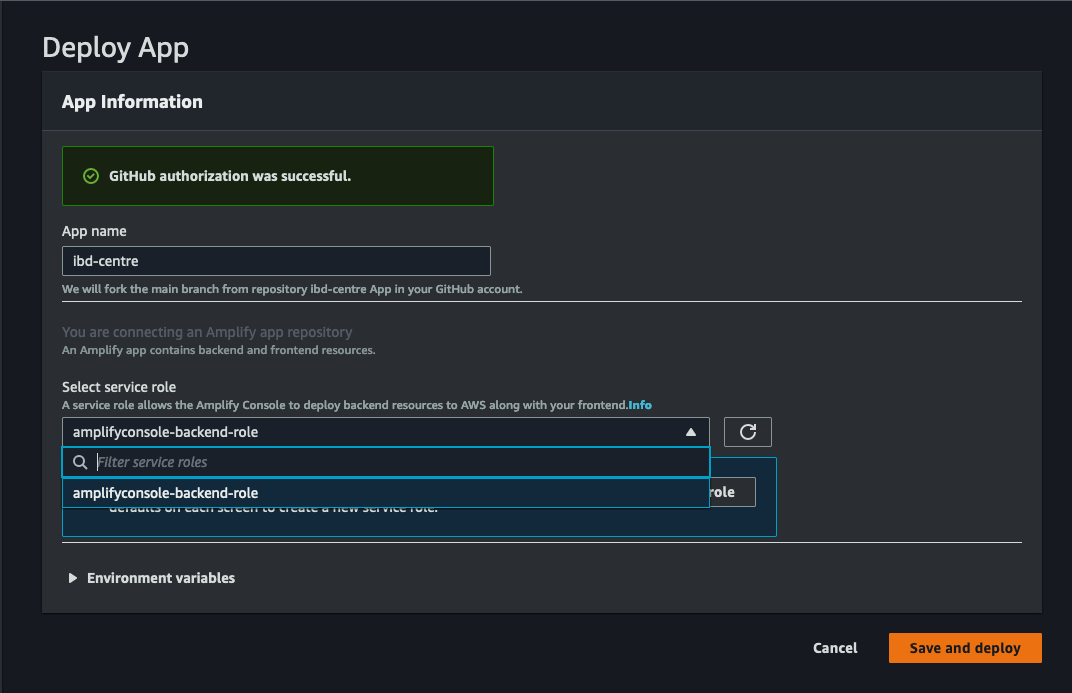 Deploy App
App Information
GitHub authorization was successful.
App name
ibd-centre
We will fork the main branch from repository ibd-centre App in your GitHub account.
You are connecting an Amplify app repository
An Amplify app contains backend and frontend resources.
Select service role
A service role allows the Amplify Console to deploy backend resources to AWS along with your frontend.Info
amplifyconsole-backend-role
Filter service roles
amplifyconsole-backend-role
role
defaults on each screen to create a new service role.
Environment variables
Cancel
Save and deploy